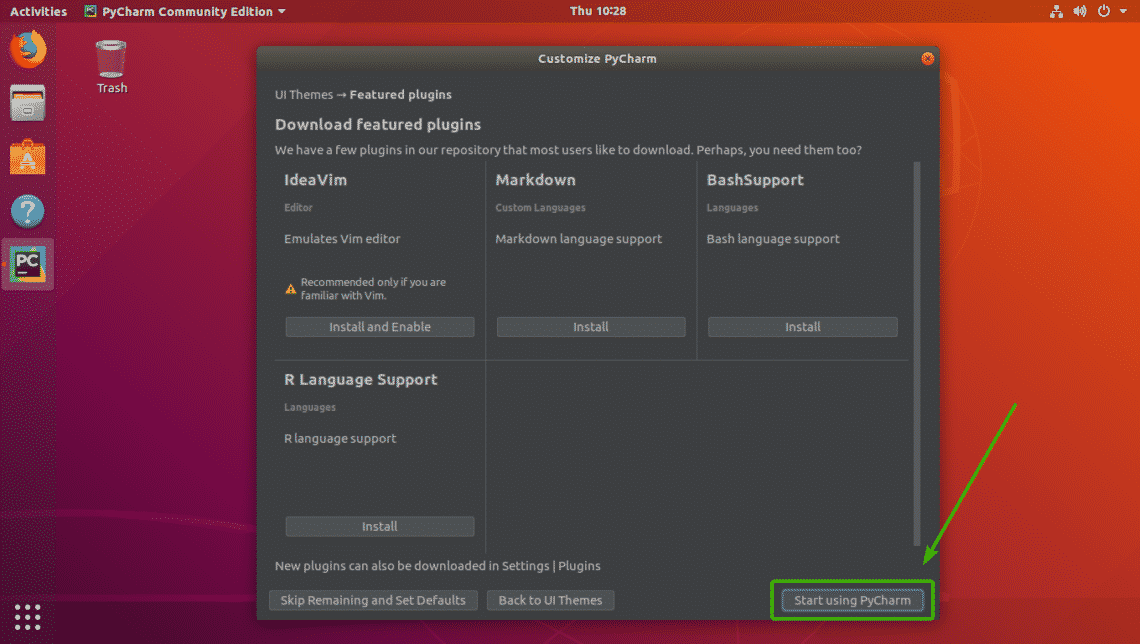 Activities PyCharm Community Edition Thu 10:28
Trash
Customize PyCharm
UI Themes → Featured plugins
Download featured plugins
We have a few plugins in our repository that most users like to download. Perhaps, you need them too?
IdeaVim
Editor
Emulates Vim editor
Recommended only if you are
familiar with Vim.
Install and Enable
Markdown
Custom Languages
Markdown language support
Install
BashSupport
Languages
Bash language support
Install
R Language Support
Languages
R language support
Install
New plugins can also be downloaded in Settings | Plugins
Skip Remaining and Set Defaults Back to UI Themes Start using PyCharm
PC